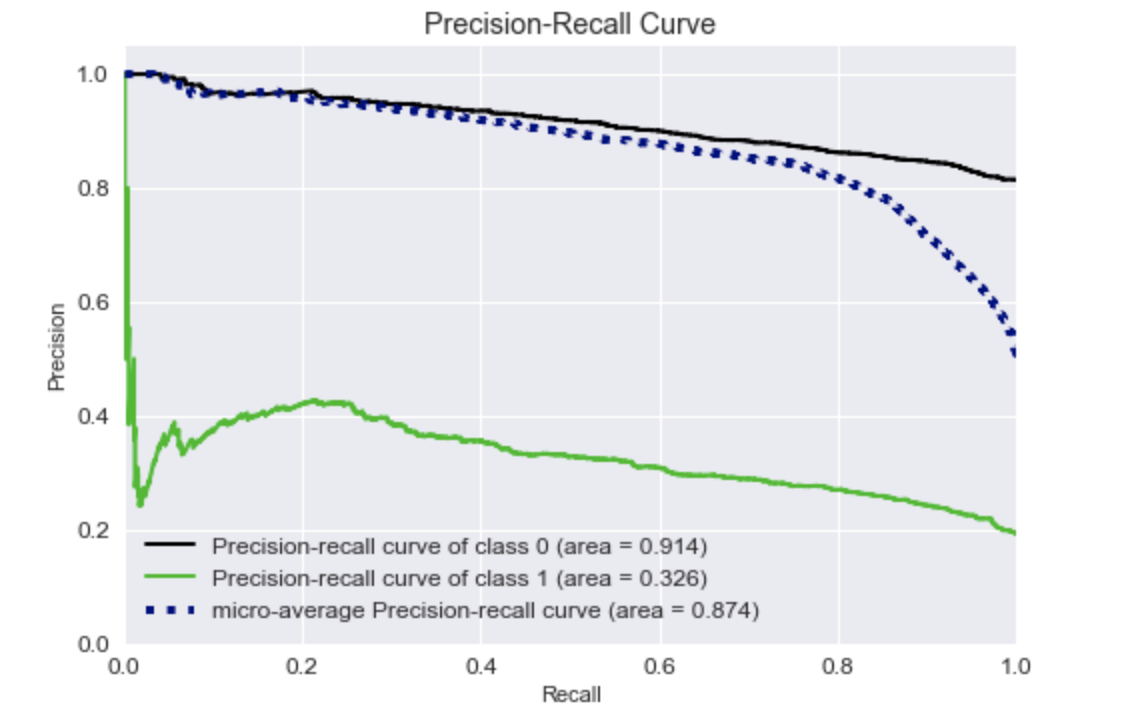 Precision-Recall Curve
1.0
0.8
0.6
0.4
0.2
0.0
Precision
Precision-recall curve of class 0 (area = 0.914)
Precision-recall curve of class 1 (area = 0.326)
micro-average Precision-recall curve (area = 0.874)
0.0 0.2 0.4 0.6 0.8 1.0
Recall